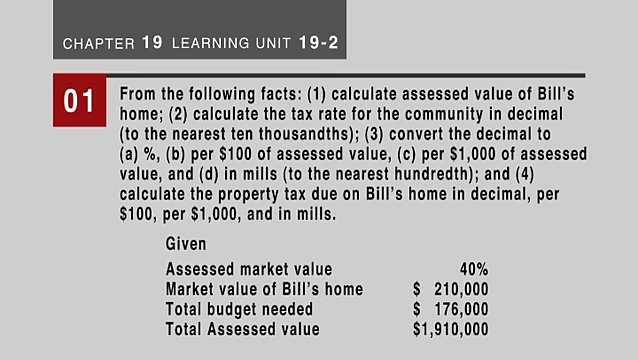 CHAPTER 19 LEARNING UNIT 19-2
01
From the following facts: (1) calculate assessed value of Bill's
home; (2) calculate the tax rate for the community in decimal
(to the nearest ten thousandths); (3) convert the decimal to
(a) %, (b) per $100 of assessed value, (c) per $1,000 of assessed
value, and (d) in mills (to the nearest hundredth); and (4)
calculate the property tax due on Bill's home in decimal, per
$100, per $1,000, and in mills.
Given
Assessed market value 40%
Market value of Bill's home $ 210,000
Total budget needed $ 176,000
Total Assessed value $1,910,000